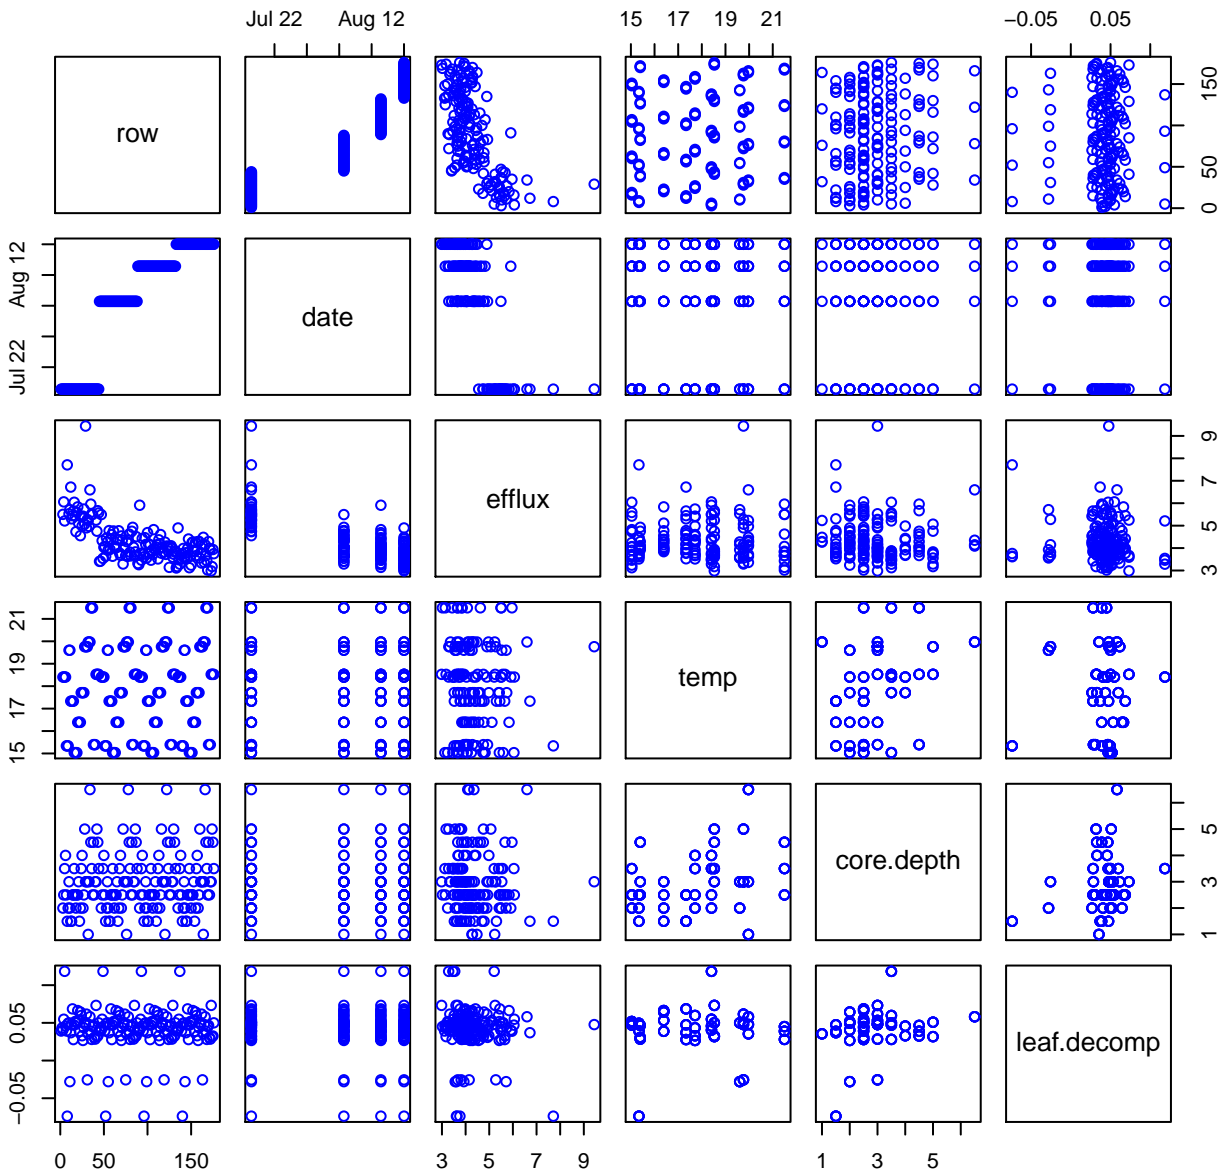 Jul 22 Aug 12 15 17 19 21 −0.05 0.05
row 0 50 150
Jul 22 Aug 12 date
efflux 3 5 7 9
15 17 19 21 temp
core.depth 1 3 5
−0.05 0.05 leaf.decomp
0 50 150 3 5 7 9 1 3 5